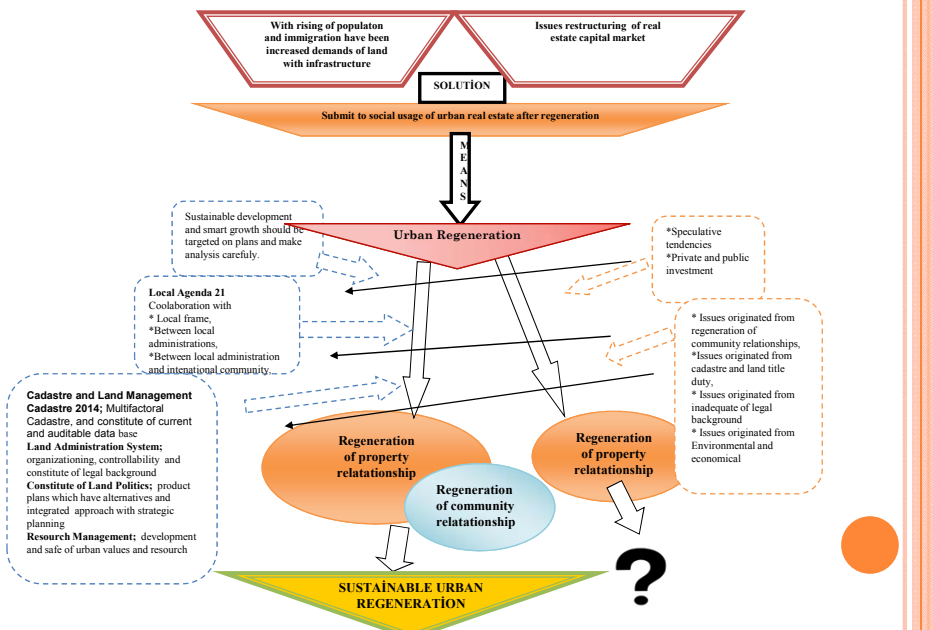 With rising of populaton
and immigration have been
increased demands of land
with infrastructure
Issues restructuring of real
estate capital market
SOLUTİON
Submit to social usage of urban real estate after regeneration
M
E
A
N
S
Urban Regeneration
Sustainable development
and smart growth should be
targeted on plans and make
analysis carefuly.
*Speculative
tendencies
*Private and public
investment
Local Agenda 21
Coolaboration with
* Local frame,
*Between local
administrations,
*Between local administration
and intenational community.
* Issues originated from
regeneration of
community relationships,
*Issues originated from
cadastre and land title
duty,
* Issues originated from
inadequate of legal
background
* Issues originated from
Environmental and
economical
Cadastre and Land Management
Cadastre 2014; Multifactoral
Cadastre, and constitute of current
and auditable data base
Land Administration System;
organizationing, controllability and
constitute of legal background
Constitute of Land Politics; product
plans which have alternatives and
integrated approach with strategic
planning
Resourch Management; development
and safe of urban values and resourch
Regeneration
of property
relatationship
Regeneration
of community
relatationship
Regeneration
of property
relatationship
?
SUSTAİNABLE URBAN
REGENERATİON